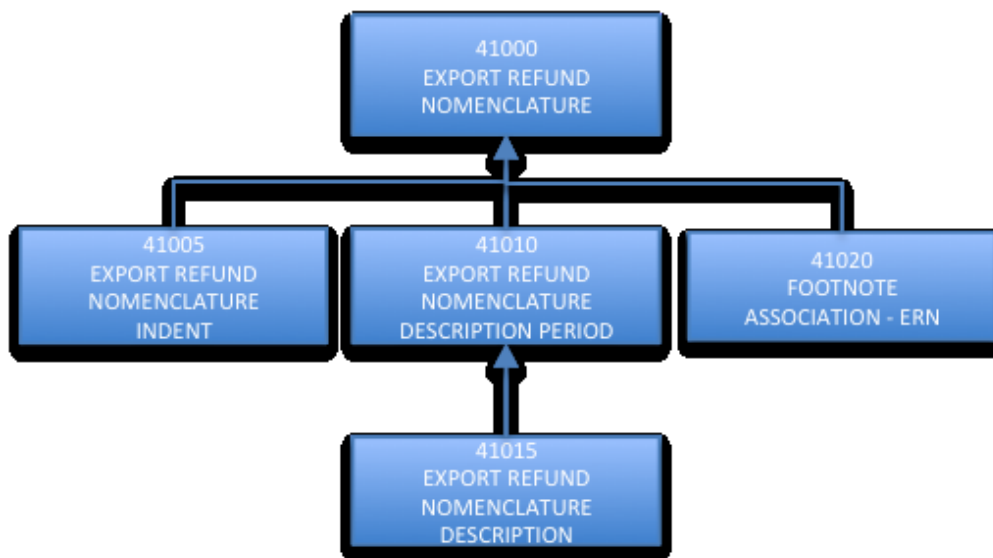 41000
EXPORT REFUND
NOMENCLATURE
41005
EXPORT REFUND
NOMENCLATURE
INDENT
41010
EXPORT REFUND
NOMENCLATURE
DESCRIPTION PERIOD
41020
FOOTNOTE
ASSOCIATION - ERN
41015
EXPORT REFUND
NOMENCLATURE
DESCRIPTION